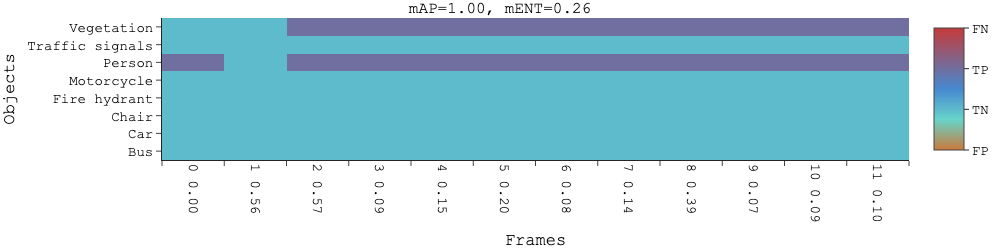 mAP=1.00, mENT=0.26
Objects
Vegetation
Traffic signals
Person
Motorcycle
Fire hydrant
Chair
Car
Bus
0 0.00
1 0.56
2 0.57
3 0.09
4 0.15
5 0.20
6 0.08
7 0.14
8 0.39
9 0.07
10 0.09
11 0.10
Frames
FN
TP
TN
FP